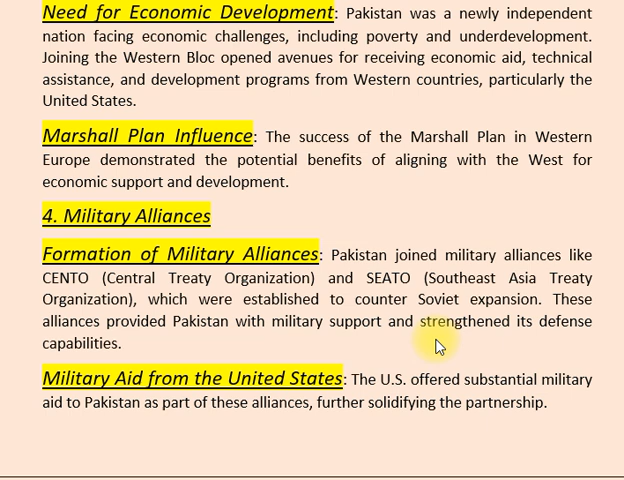 Need for Economic Development: Pakistan was a newly independent
nation facing economic challenges, including poverty and underdevelopment.
Joining the Western Bloc opened avenues for receiving economic aid, technical
assistance, and development programs from Western countries, particularly the
United States.
Marshall Plan Influence: The success of the Marshall Plan in Western
Europe demonstrated the potential benefits of aligning with the West for
economic support and development.
4. Military Alliances
Formation of Military Alliances: Pakistan joined military alliances like
CENTO (Central Treaty Organization) and SEATO (Southeast Asia Treaty
Organization), which were established to counter Soviet expansion. These
alliances provided Pakistan with military support and strengthened its defense
capabilities.
Military Aid from the United States: The U.S. offered substantial military
aid to Pakistan as part of these alliances, further solidifying the partnership.